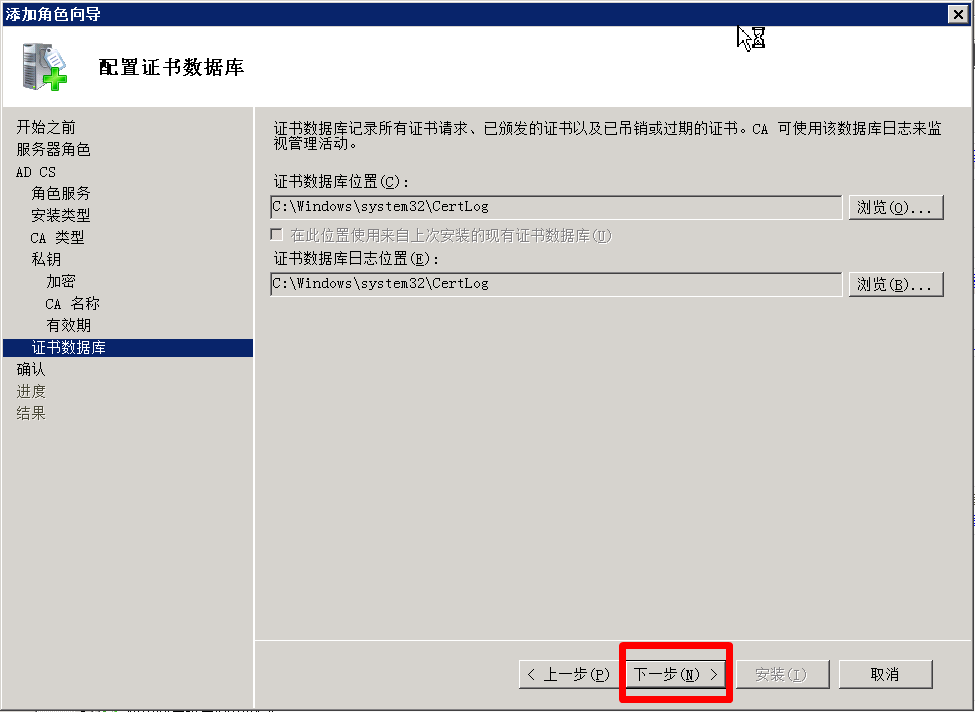 添加角色向导
配置证书数据库
开始之前
服务器角色
AD CS
角色服务
安装类型
CA 类型
私钥
加密
CA 名称
有效期
证书数据库
确认
进度
结果
证书数据库记录所有证书请求、已颁发的证书以及已吊销或过期的证书。CA 可使用该数据库日志来监
视管理活动。
证书数据库位置(C):
C:\Windows\system32\CertLog
浏览(O)...
在此位置使用来自上次安装的现有证书数据库(U)
证书数据库日志位置(E):
C:\Windows\system32\CertLog
浏览(B)...
< 上一步(P)
下一步(N) >
安装(I)
取消